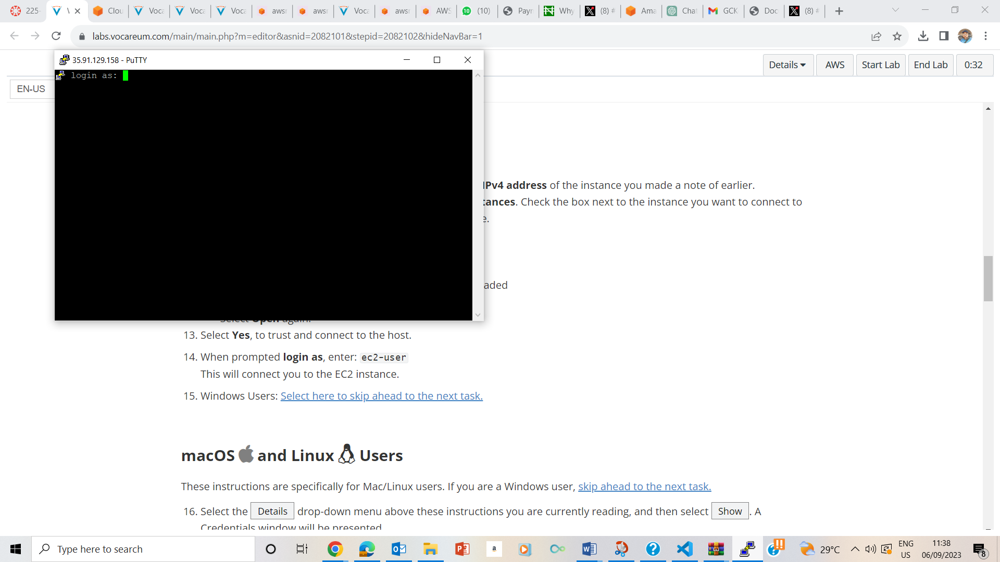 225-
V
Clou
Voca
Voca
Voca
awsr
awsr
Voca
awsr
AWS
10 (10)
Payn
Why
(8) #
Ama
Chat
GCK
Doc
(8) #
labs.vocareum.com/main/main.php?m=editor&asnid=2082101&stepid=2082102&hideNavBar=1
35.91.129.158 - PuTTY
Details
AWS
Start Lab
End Lab
0:32
login as:
EN-US
IPv4 address of the instance you made a note of earlier.
tances. Check the box next to the instance you want to connect to
e.
aded
Select Open again.
13. Select Yes, to trust and connect to the host.
14. When prompted login as, enter: ec2-user
This will connect you to the EC2 instance.
15. Windows Users: Select here to skip ahead to the next task.
macOS and Linux Users
These instructions are specifically for Mac/Linux users. If you are a Windows user, skip ahead to the next task.
16. Select the Details drop-down menu above these instructions you are currently reading, and then select Show. A
Credentials window will be presented
Type here to search
a
29°C
ENG
US
11:38
06/09/2023
8